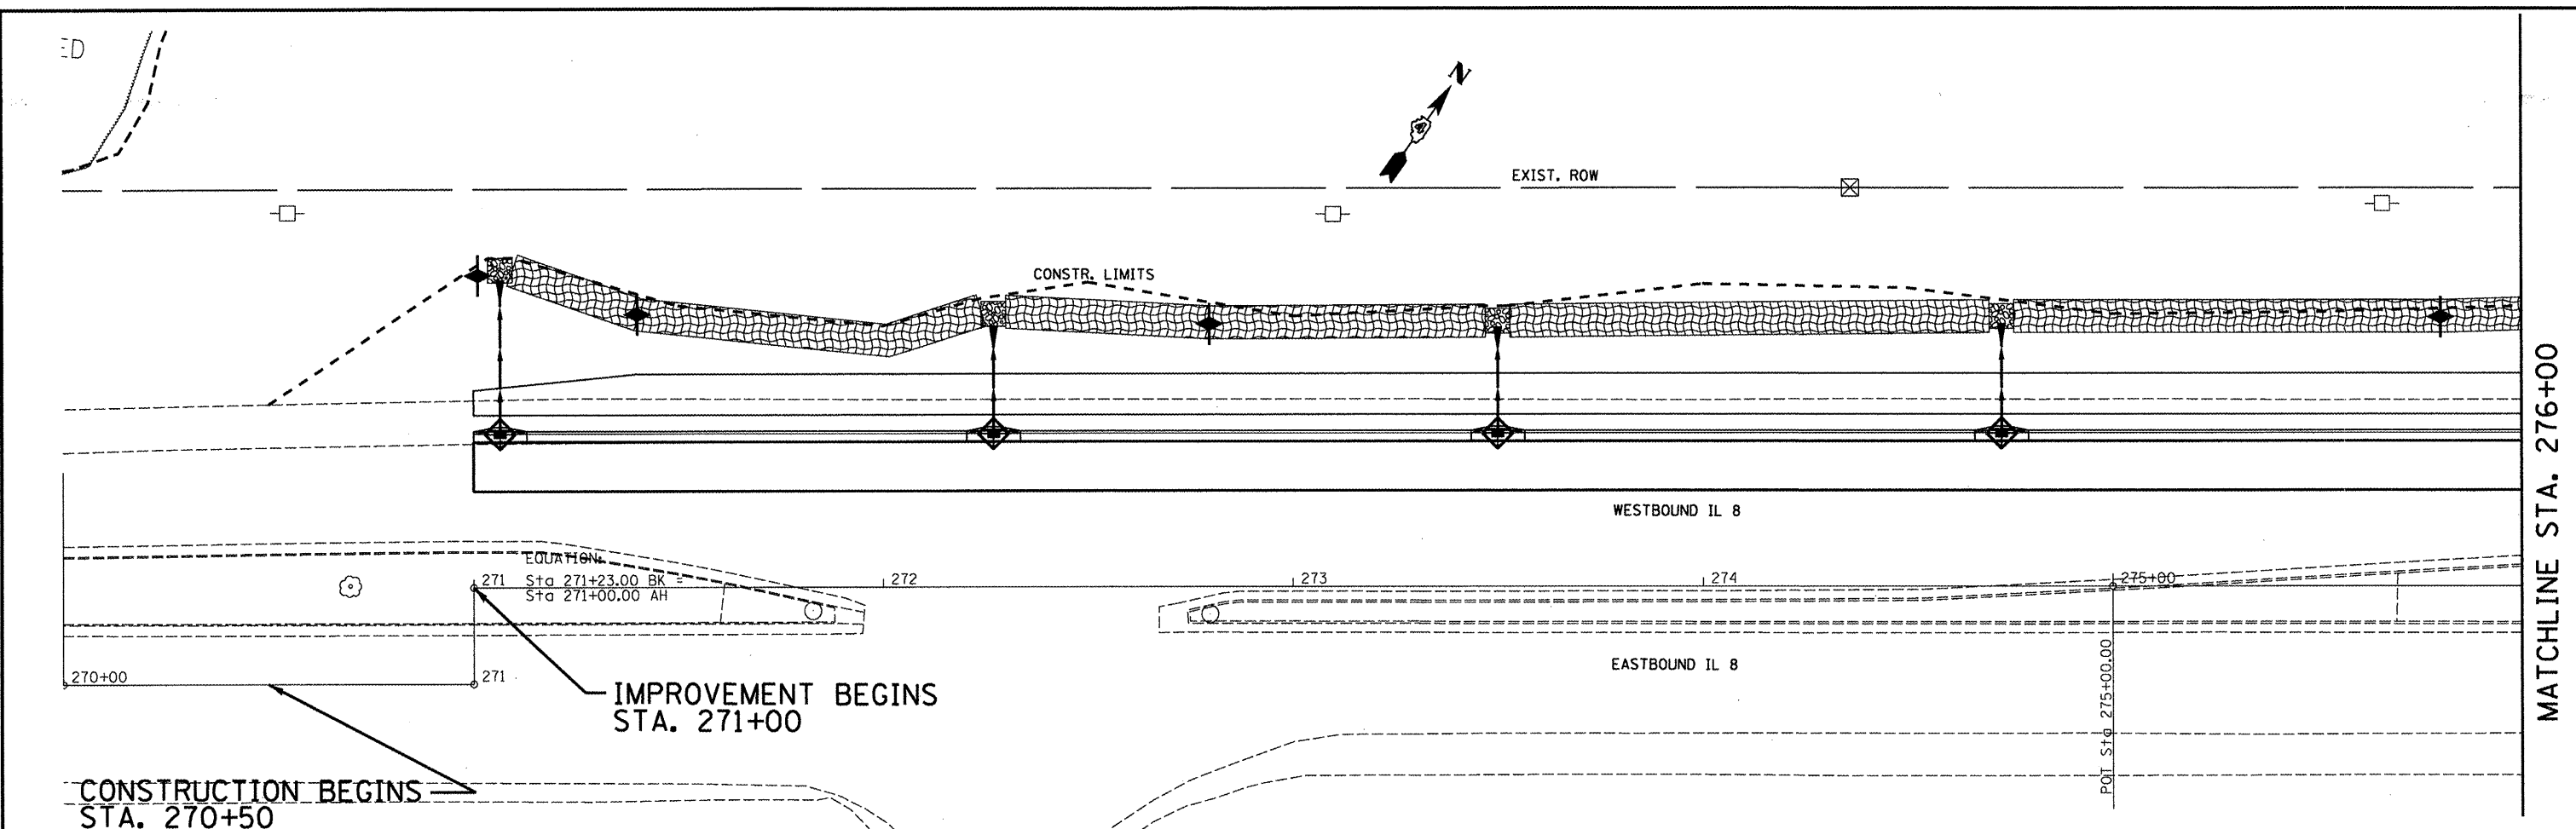 ED
N
4
EXIST. ROW
CONSTR. LIMITS
WESTBOUND IL 8
EQUATION:
271 Sta 271+23.00 BK =
Sta 271+00.00 AH
272
273
274
275+00
270+00
271
IMPROVEMENT BEGINS
STA. 271+00
EASTBOUND IL 8
POT Sta 275+00.00
CONSTRUCTION BEGINS
STA. 270+50
MATCHLINE STA. 276+00